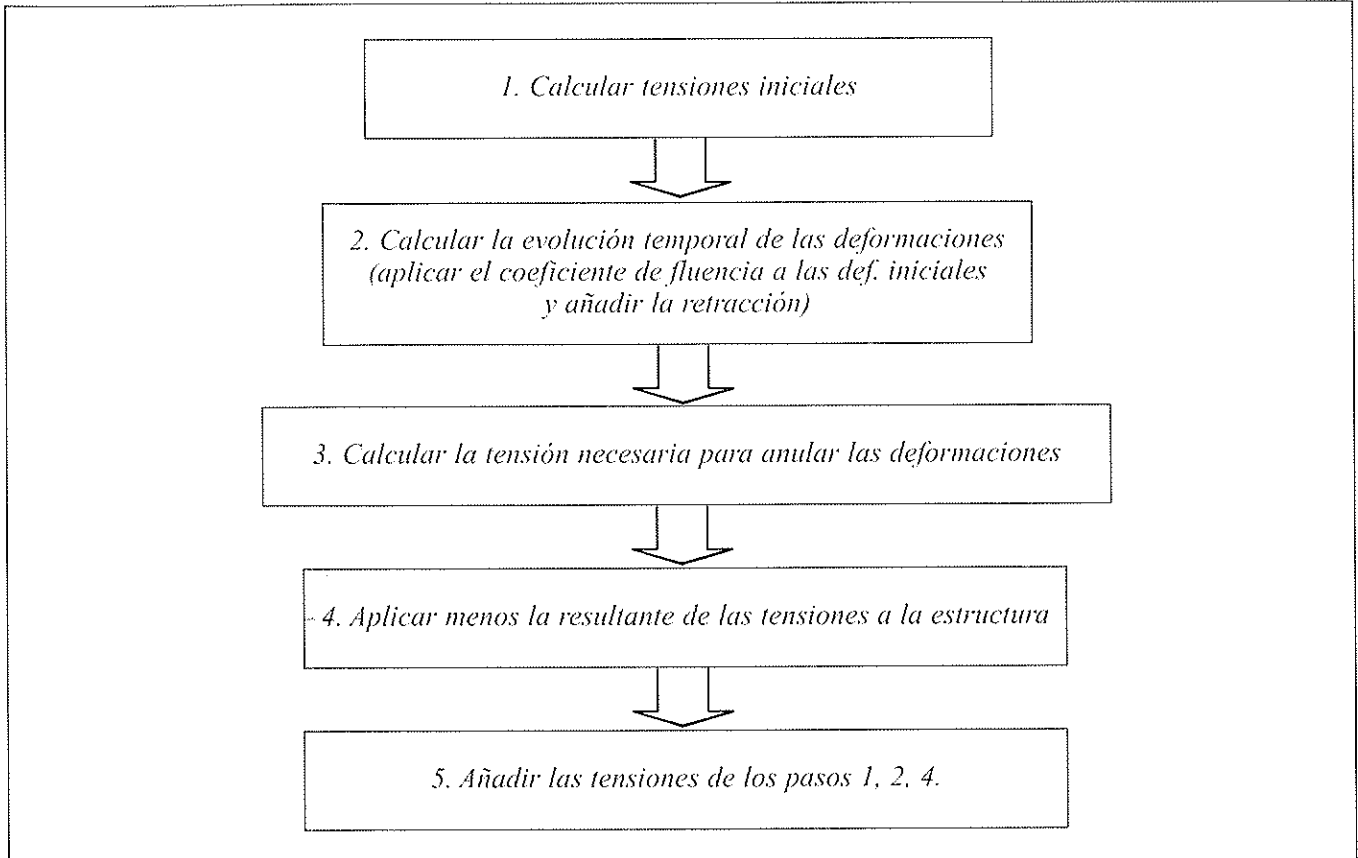 1. Calcular tensiones iniciales
2. Calcular la evolución temporal de las deformaciones
(aplicar el coeficiente de fluencia a las def. iniciales
y añadir la retracción)
3. Calcular la tensión necesaria para anular las deformaciones
4. Aplicar menos la resultante de las tensiones a la estructura
5. Añadir las tensiones de los pasos 1, 2, 4.